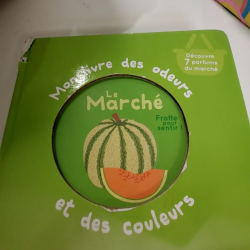 Mon livre des odeurs
Découvre
7 parfums
du marché
Le
Marché
Frotte
pour
sentir !
et des couleurs